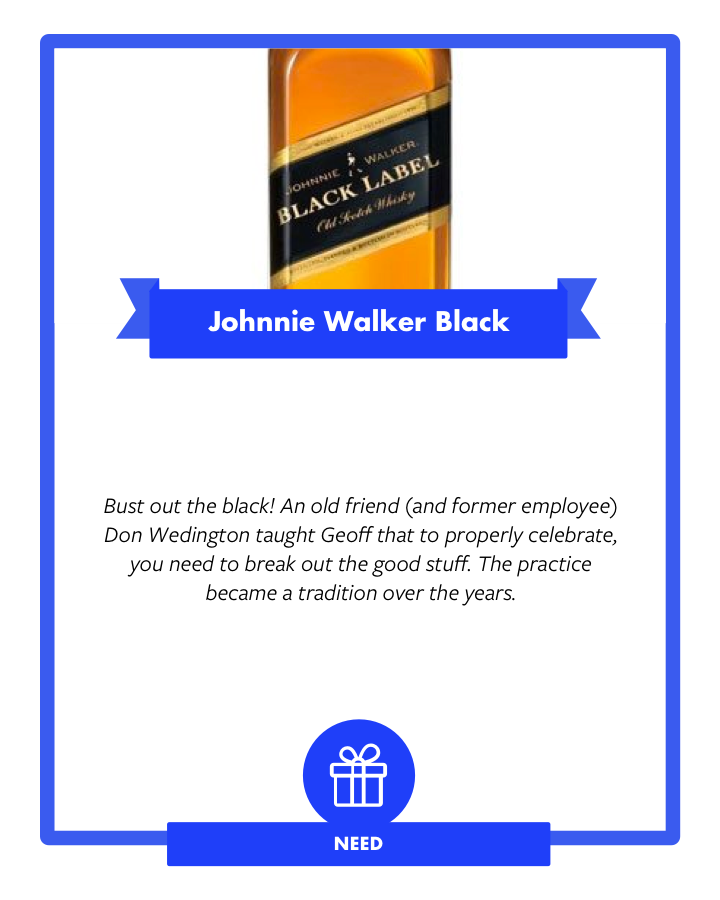 JOHNNIE WALKER.
BLACK LABEL
Old Scotch Whisky
Johnnie Walker Black
Bust out the black! An old friend (and former employee)
Don Wedington taught Geoff that to properly celebrate,
you need to break out the good stuff. The practice
became a tradition over the years.
NEED